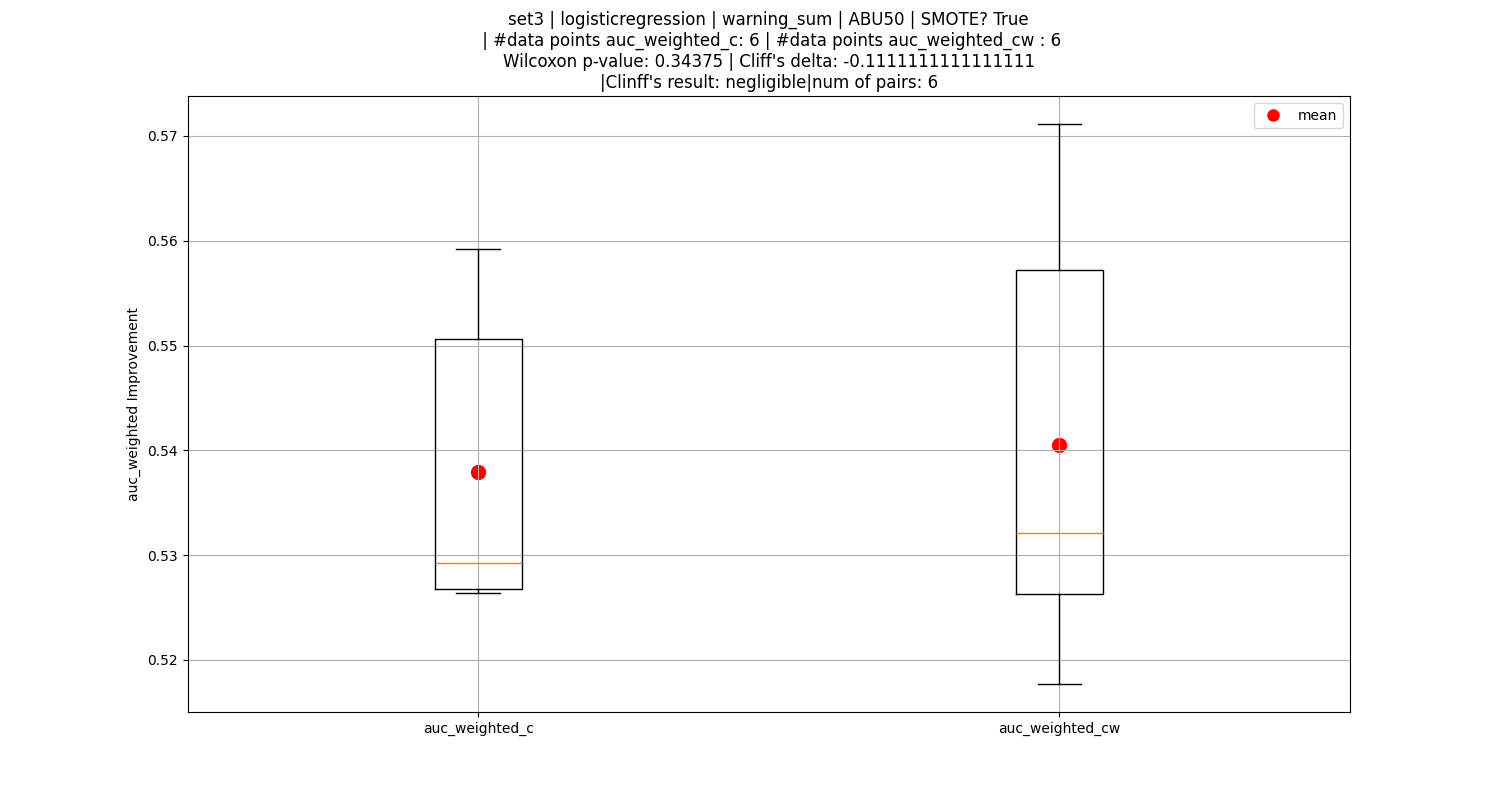 set3 | logisticregression | warning_sum | ABU50 | SMOTE? True
| #data points auc_weighted_c: 6 | #data points auc_weighted_cw : 6
Wilcoxon p-value: 0.34375 | Cliff's delta: -0.1111111111111111
|Clinff's result: negligible|num of pairs: 6
mean
0.57
0.56
0.55
0.54
0.53
0.52
auc_weighted Improvement
auc_weighted_c
auc_weighted_cw